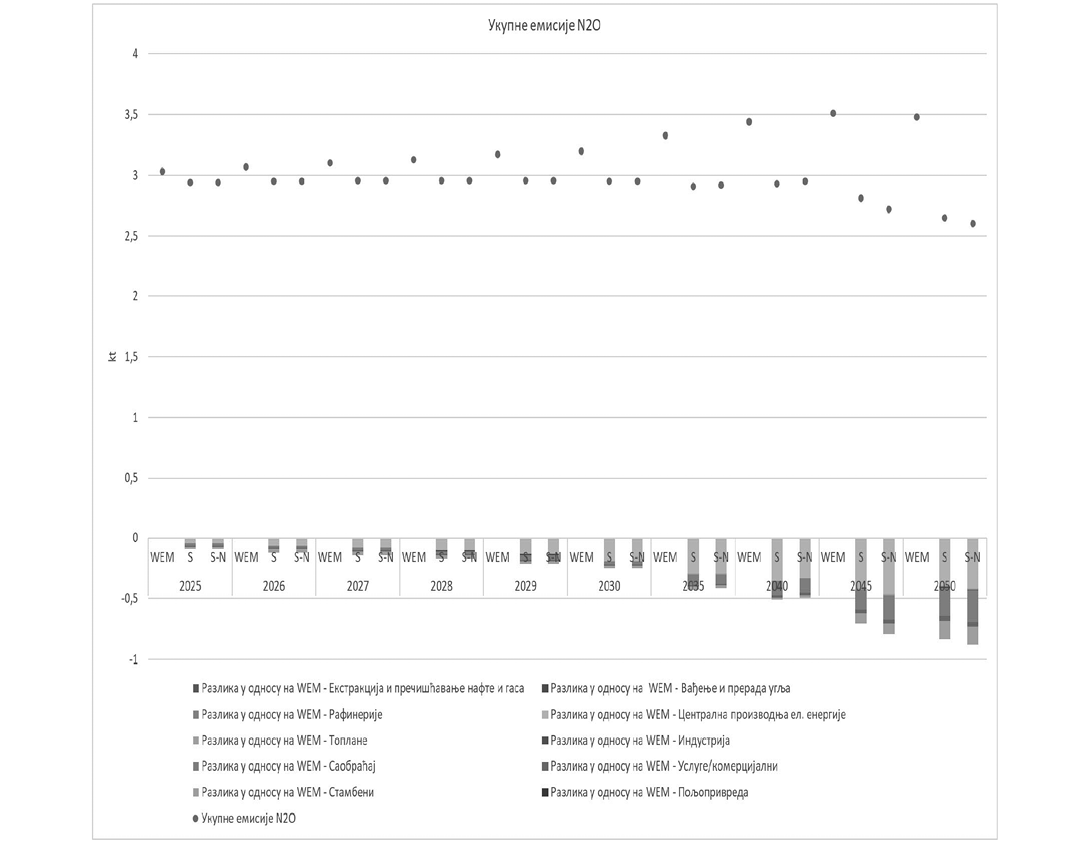 Укупне емисије N2O
4
3,5
3
2,5
2
kt
1,5
1
0,5
0
WEM S S-N WEM S S-N WEM S S-N WEM S S-N WEM S S-N WEM S S-N WEM S S-N WEM S S-N WEM S S-N WEM S S-N
2025 2026 2027 2028 2029 2030 2035 2040 2045 2050
-0,5
-1
Разлика у односу на WEM - Екстракција и пречишћавање нафте и гаса
Разлика у односу на WEM - Вађење и прерада угља
Разлика у односу на WEM - Рафинерије
Разлика у односу на WEM - Централна производња ел. енергије
Разлика у односу на WEM - Топлане
Разлика у односу на WEM - Индустрија
Разлика у односу на WEM - Саобраћај
Разлика у односу на WEM - Услуге/комерцијални
Разлика у односу на WEM - Стамбени
Разлика у односу на WEM - Пољопривреда
Укупне емисије N2O